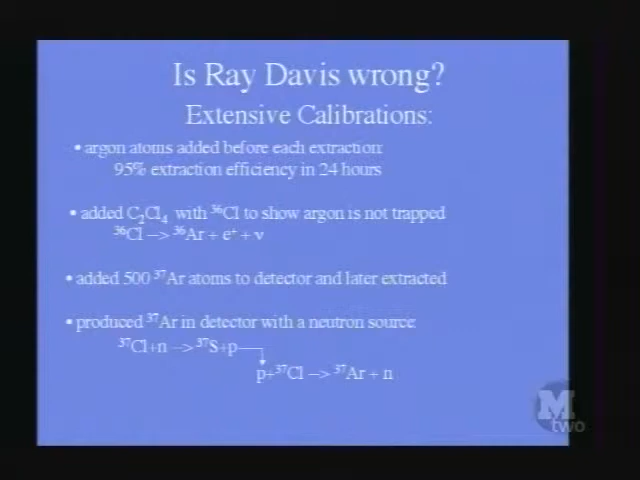 Is Ray Davis wrong?
Extensive Calibrations:
• argon atoms added before each extraction:
95% extraction efficiency in 24 hours
• added C₂Cl₄ with ³⁶Cl to show argon is not trapped
³⁶Cl --> ³⁶Ar + e⁺ + ν
• added 500 ³⁷Ar atoms to detector and later extracted
• produced ³⁷Ar in detector with a neutron source:
³⁷Cl+n --> ³⁷S+p
p+³⁷Cl --> ³⁷Ar + n
M
two